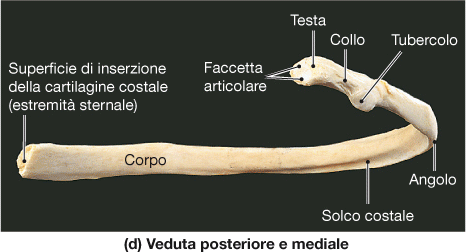 Testa
Collo
Tubercolo
Superficie di inserzione
della cartilagine costale
(estremità sternale)
Faccetta
articolare
Corpo
Angolo
Solco costale
(d) Veduta posteriore e mediale